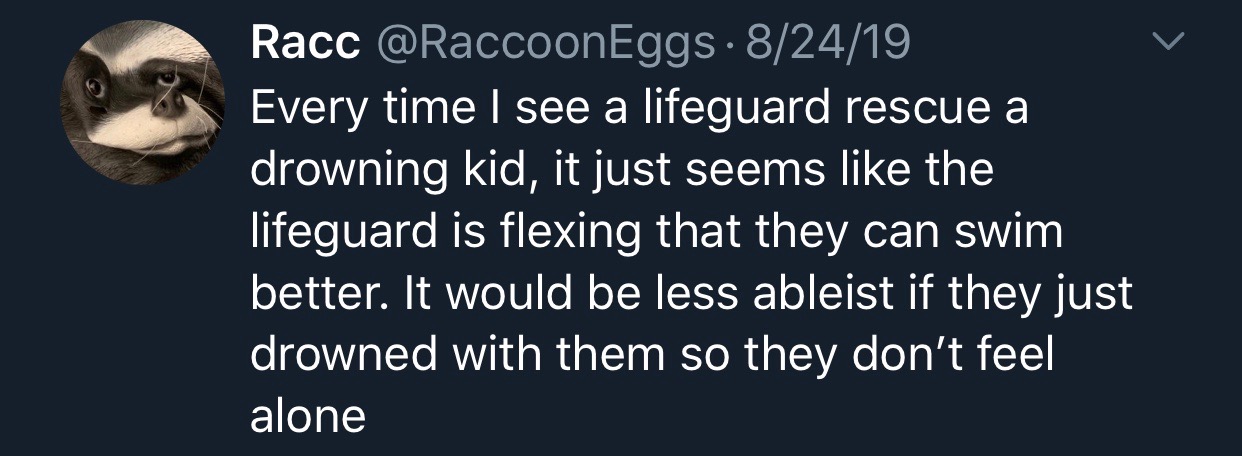 Racc @RaccoonEggs · 8/24/19
Every time I see a lifeguard rescue a
drowning kid, it just seems like the
lifeguard is flexing that they can swim
better. It would be less ableist if they just
drowned with them so they don’t feel
alone